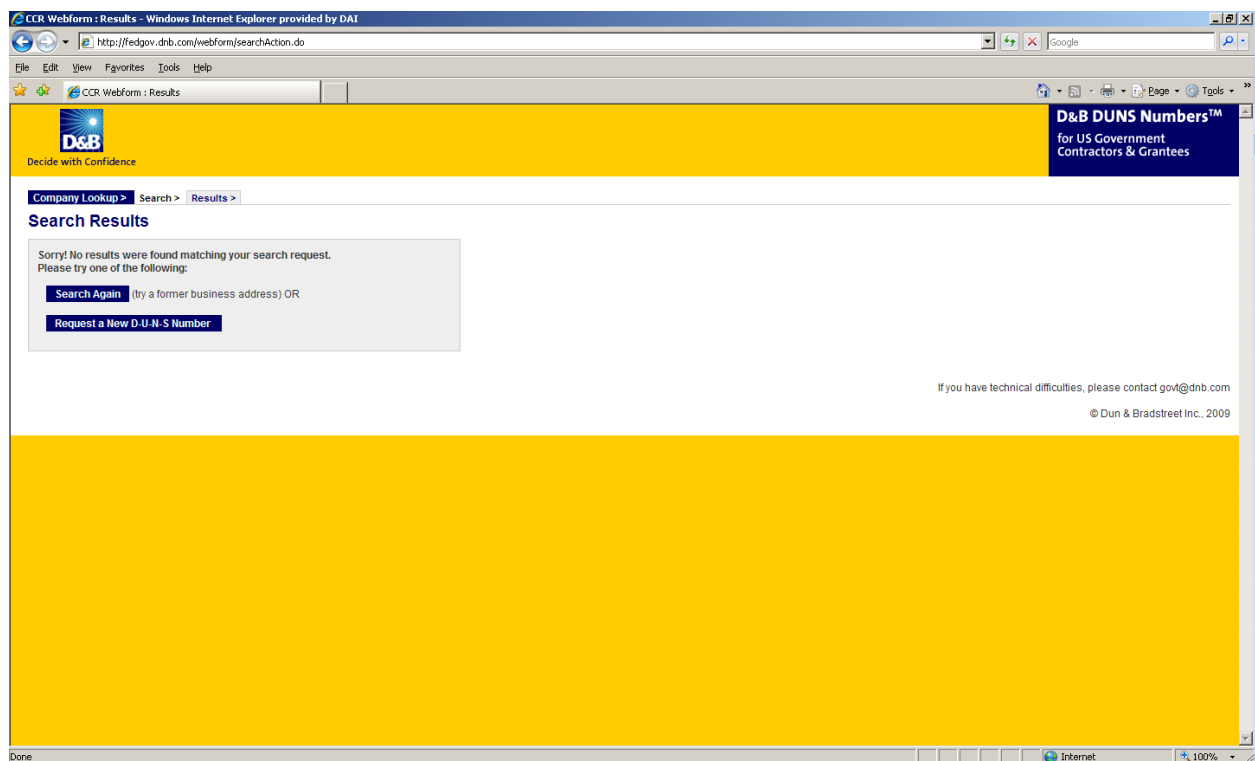 CCR Webform : Results - Windows Internet Explorer provided by DAI
http://fedgov.dnb.com/webform/searchAction.do
Google
File Edit View Favorites Tools Help
CCR Webform : Results
Page Tools »
D&B
Decide with Confidence
D&B DUNS Numbers™
for US Government
Contractors & Grantees
Company Lookup > Search > Results >
Search Results
Sorry! No results were found matching your search request.
Please try one of the following:
Search Again (try a former business address) OR
Request a New D-U-N-S Number
If you have technical difficulties, please contact govt@dnb.com
© Dun & Bradstreet Inc., 2009
Done Internet 100%